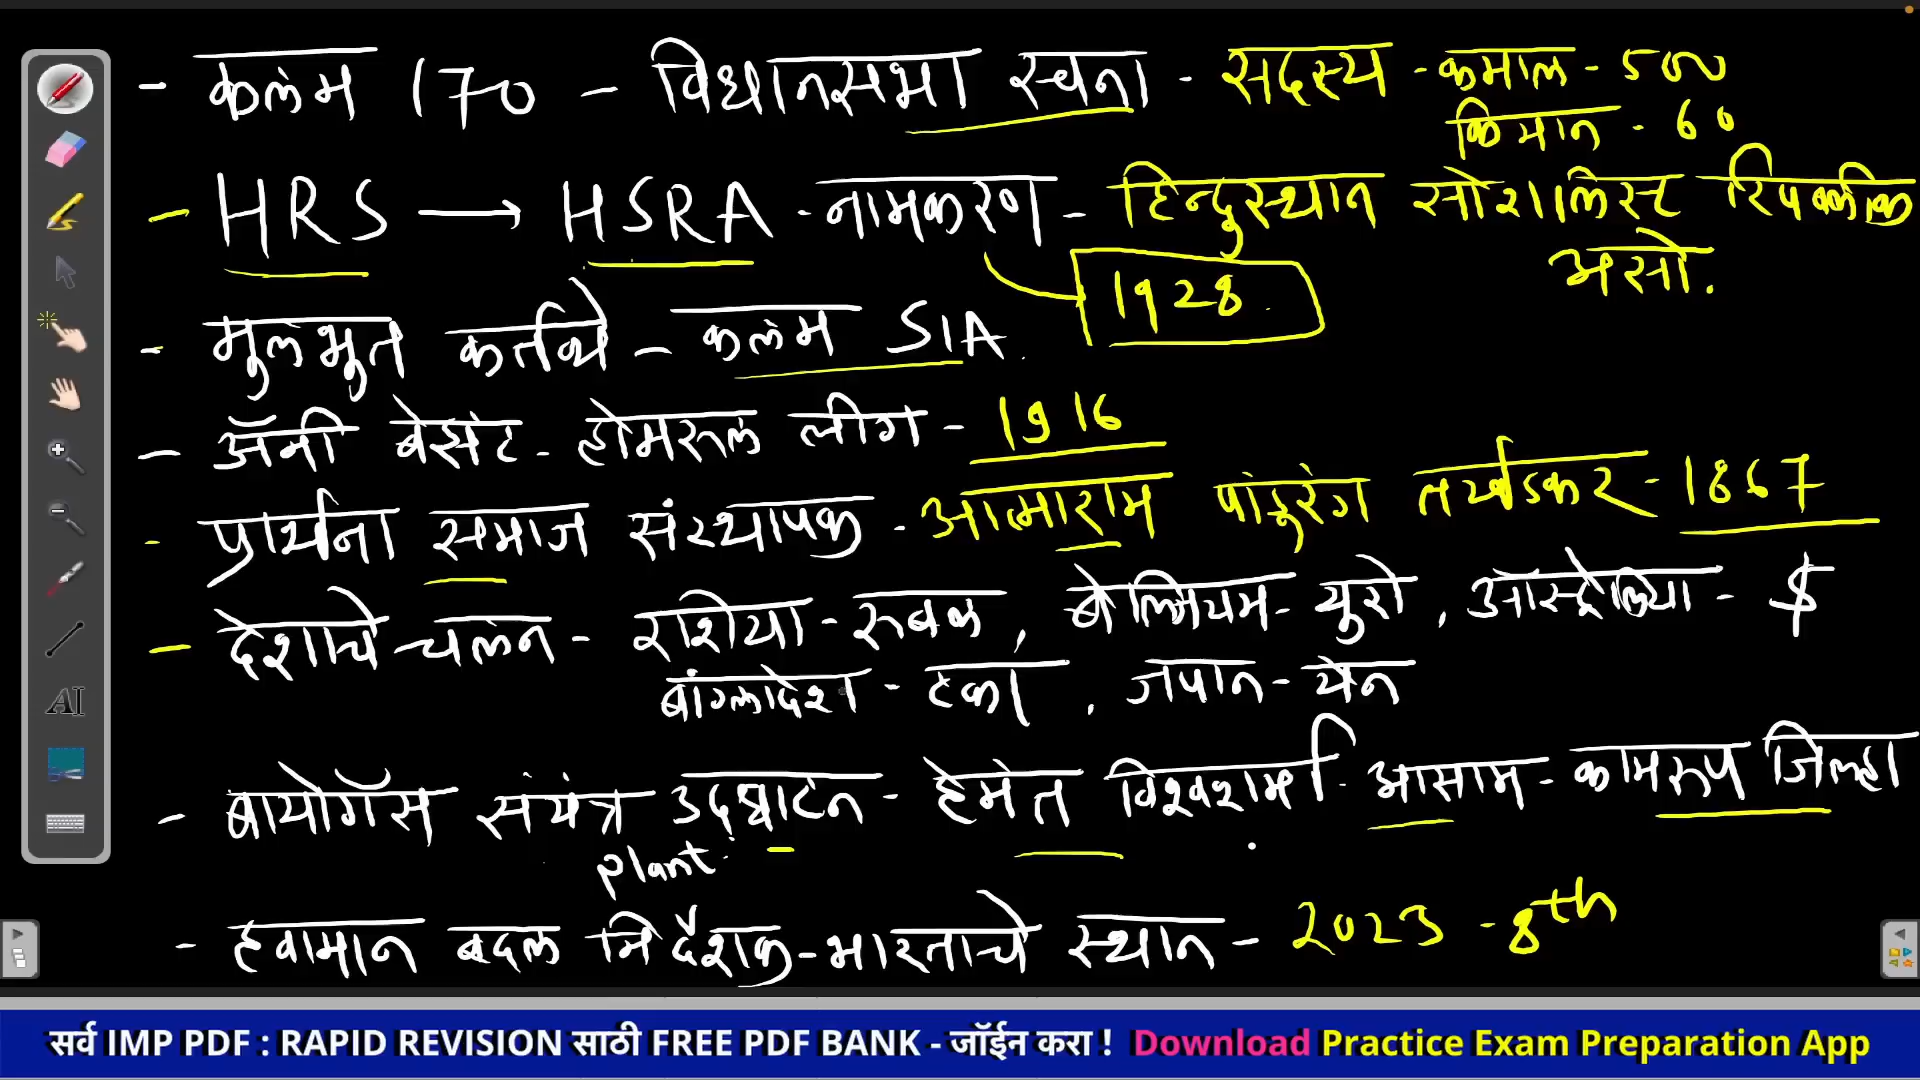 - कलम 170 - विधानसभा रचना - सदस्य - कमाल - 500
किमान - 60
- HRS → HSRA - नामकरण - हिन्दुस्थान सोशालिस्ट रिपब्लिक
असो.
1928.
- मुलभुत कर्तव्ये - कलम 51A.
- ॲनी बेझंट - होमरूल लीग - 1916
- प्रार्थना समाज संस्थापक - आत्माराम पांडूरंग तर्खडकर - 1867
- देशाचे चलन - रशिया - रुबल, बेल्जियम - युरो, ऑस्ट्रेलिया - $
बांग्लादेश - टका, जपान - येन
- बायोगॅस संयंत्र उद्घाटन - हेमंत विश्वशर्मा - आसाम - कामरूप जिल्हा
plant
- हवामान बदल निर्देशक - भारताचे स्थान - 2023 - 8th
सर्व IMP PDF : RAPID REVISION साठी FREE PDF BANK - जॉईन करा ! Download Practice Exam Preparation App